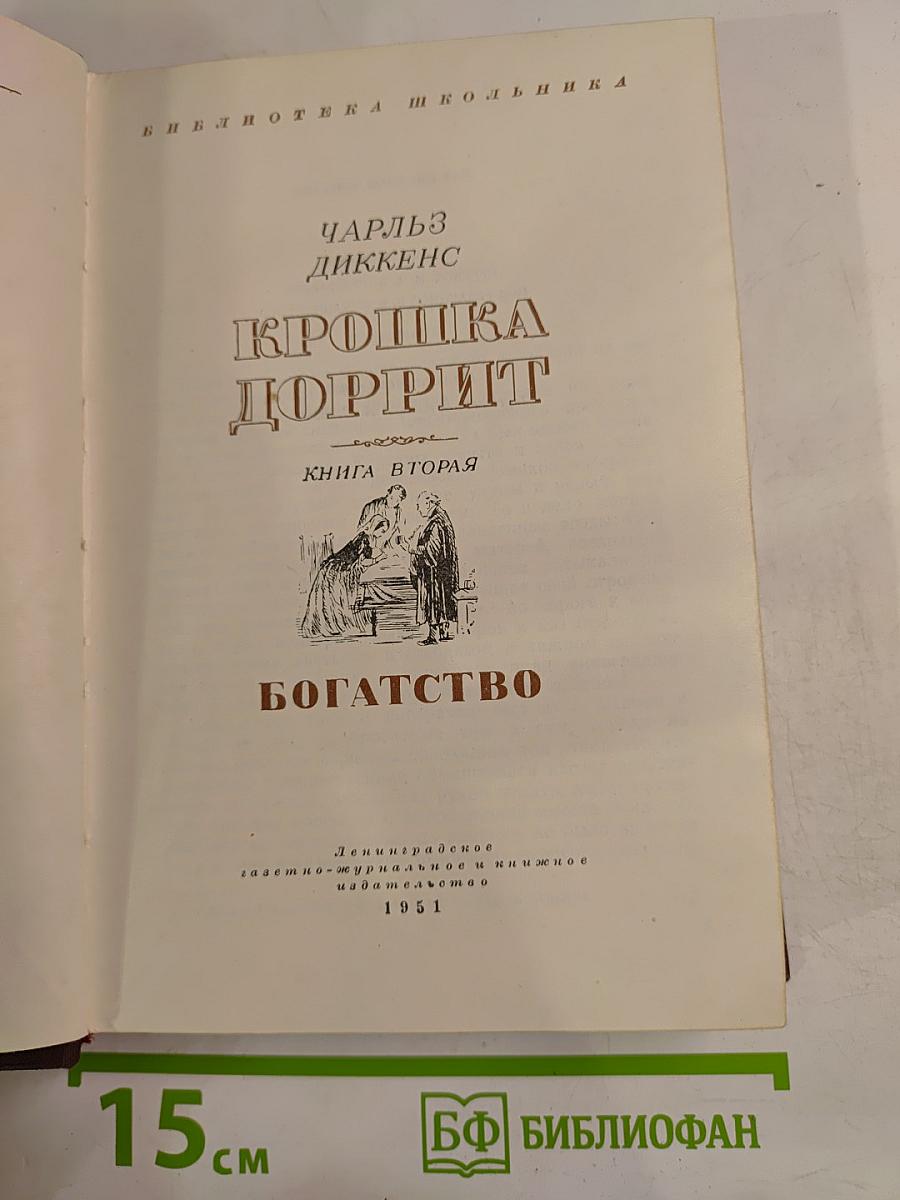 БИБЛИОТЕКА ШКОЛЬНИКА
ЧАРЛЬЗ
ДИККЕНС
КРОШКА
ДОРРИТ
КНИГА ВТОРАЯ
БОГАТСТВО
Ленинградское
газетно-журнальное и книжное
издательство
1951
15 см
БФ БИБЛИОФАН